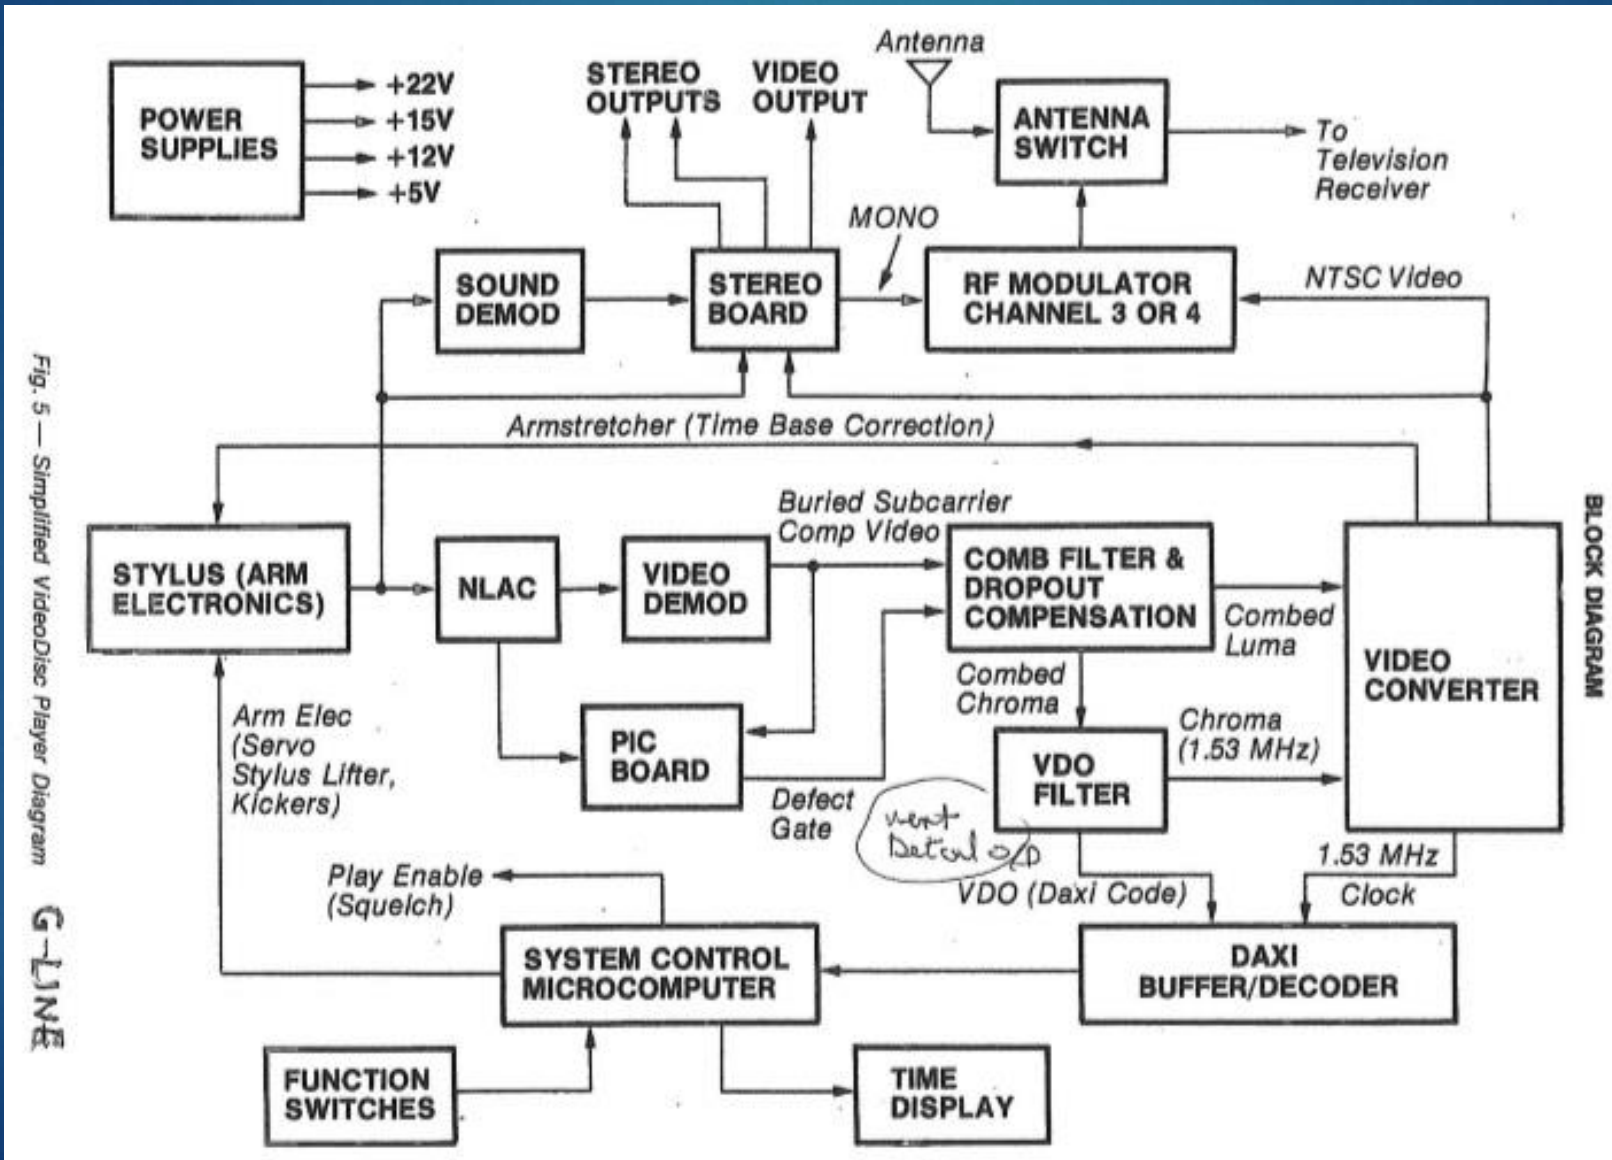 Antenna
STEREO
OUTPUTS
VIDEO
OUTPUT
POWER
SUPPLIES
+22V
+15V
+12V
+5V
ANTENNA
SWITCH
To
Television
Receiver
MONO
SOUND
DEMOD
STEREO
BOARD
RF MODULATOR
CHANNEL 3 OR 4
NTSC Video
Armstretcher (Time Base Correction)
STYLUS (ARM
ELECTRONICS)
NLAC
VIDEO
DEMOD
Buried Subcarrier
Comp Video
COMB FILTER &
DROPOUT
COMPENSATION
Combed
Luma
VIDEO
CONVERTER
Combed
Chroma
Arm Elec
(Servo
Stylus Lifter,
Kickers)
PIC
BOARD
Defect
Gate
VDO
FILTER
Chroma
(1.53 MHz)
1.53 MHz
Clock
Play Enable
(Squelch)
VDO (Daxi Code)
SYSTEM CONTROL
MICROCOMPUTER
DAXI
BUFFER/DECODER
FUNCTION
SWITCHES
TIME
DISPLAY
Fig. 5 — Simplified VideoDisc Player Diagram
G-LINE
BLOCK DIAGRAM